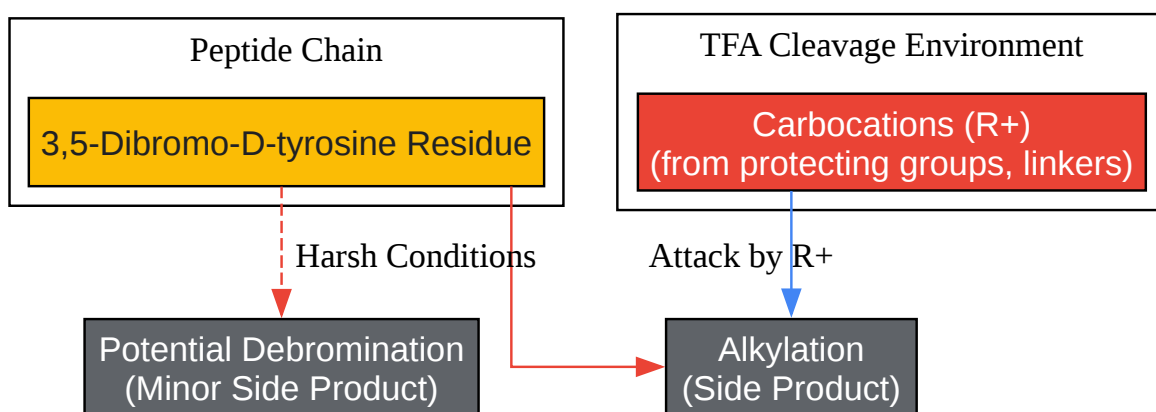 Peptide Chain
3,5-Dibromo-D-tyrosine Residue
TFA Cleavage Environment
Carbocations (R+)
(from protecting groups, linkers)
Harsh Conditions
Attack by R+
Potential Debromination
(Minor Side Product)
Alkylation
(Side Product)